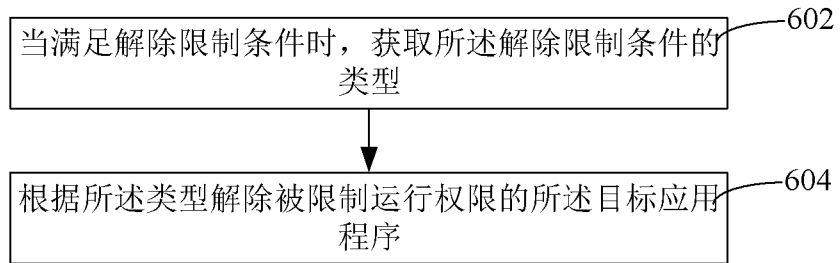 当满足解除限制条件时，获取所述解除限制条件的
类型
602
根据所述类型解除被限制运行权限的所述目标应用
程序
604